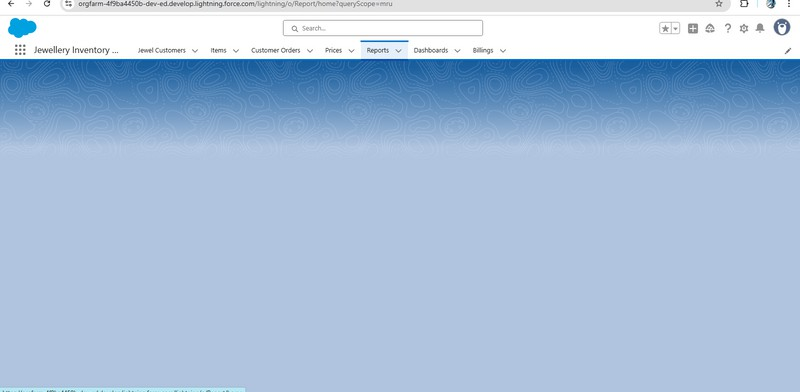 orgfarm-4f9ba4450b-dev-ed.develop.lightning.force.com/lightning/o/Report/home?queryScope=mru
Search...
Jewellery Inventory ... Jewel Customers Items Customer Orders Prices Reports Dashboards Billings